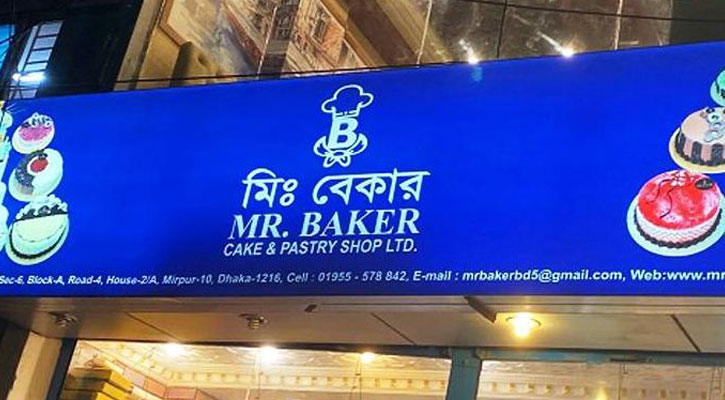 B
মিঃ বেকার
MR. BAKER
CAKE & PASTRY SHOP LTD.
Sec-6, Block-A, Road-4, House-2/A, Mirpur-10, Dhaka-1216, Cell : 01955 - 578 842, E-mail : mrbakerbd5@gmail.com, Web:www.mr